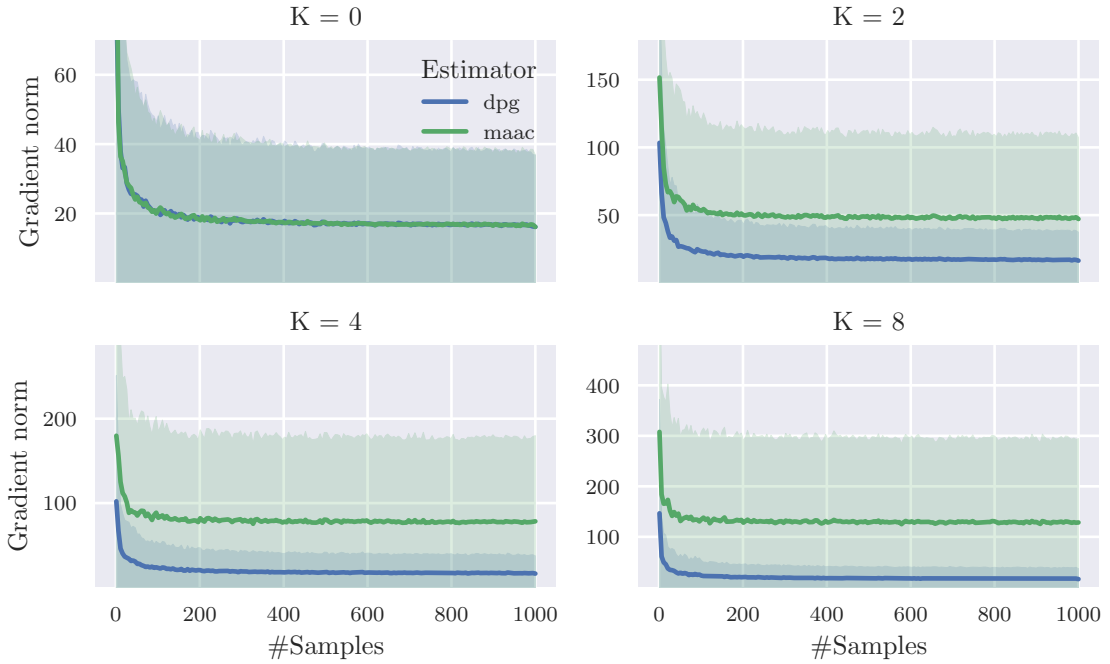 K = 0
K = 2
Gradient norm
60
40
20
Estimator
dpg
maac
150
100
50
K = 4
K = 8
Gradient norm
200
100
400
300
200
100
0 200 400 600 800 1000
0 200 400 600 800 1000
#Samples
#Samples